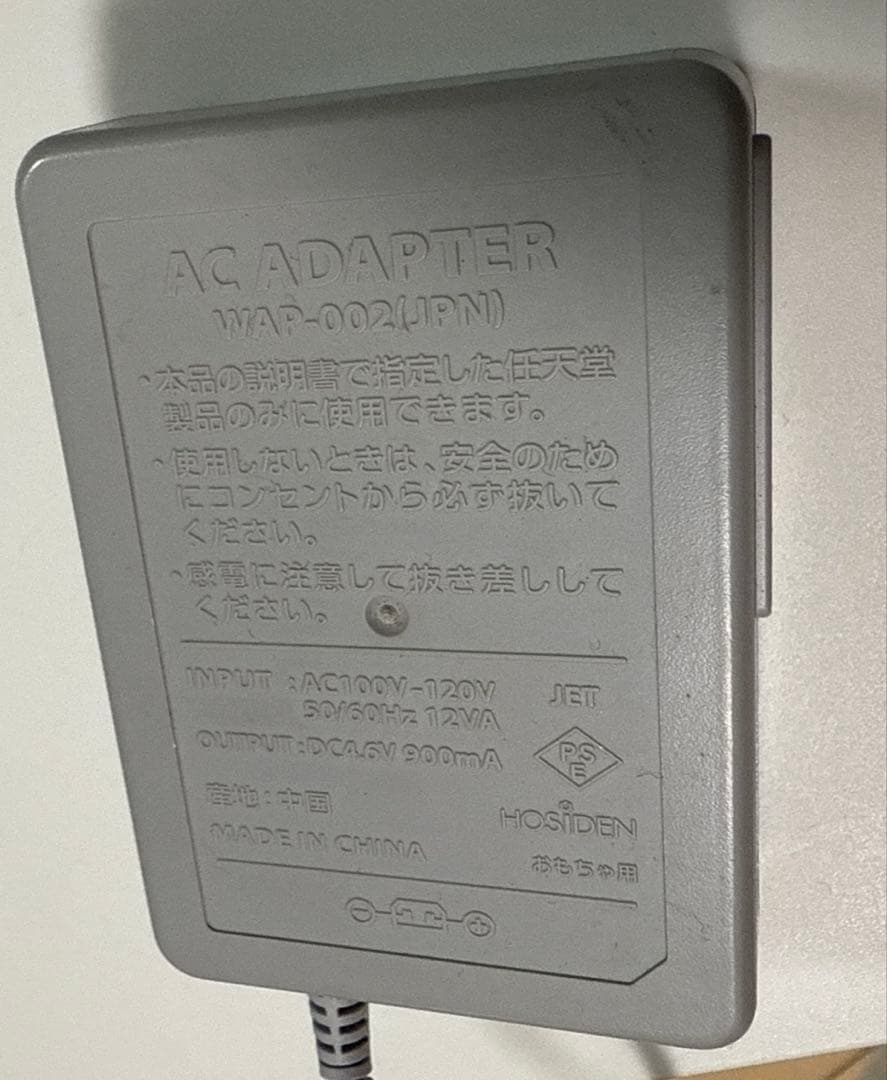 AC ADAPTER
WAP-002(JPN)
・本品の説明書で指定した任天堂
製品のみに使用できます。
・使用しないときは、安全のため
にコンセントから必ず抜いて
ください。
・感電に注意して抜き差しして
ください。
INPUT :AC100V-120V
50/60Hz 12VA
JET
OUTPUT:DC4.6V 900mA
PS
E
産地:中国
HOSIDEN
MADE IN CHINA
おもちゃ用